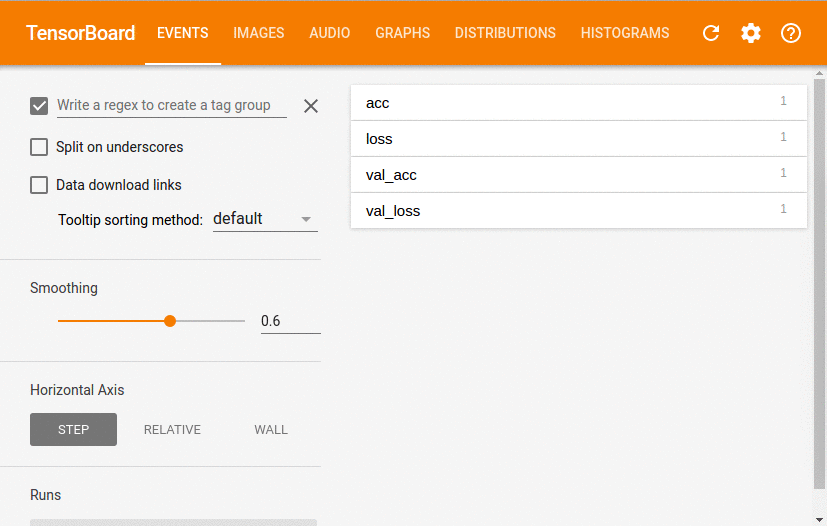 TensorBoard EVENTS IMAGES AUDIO GRAPHS DISTRIBUTIONS HISTOGRAMS
Write a regex to create a tag group
Split on underscores
Data download links
Tooltip sorting method: default
Smoothing
0.6
Horizontal Axis
STEP RELATIVE WALL
Runs
acc 1
loss 1
val_acc 1
val_loss 1